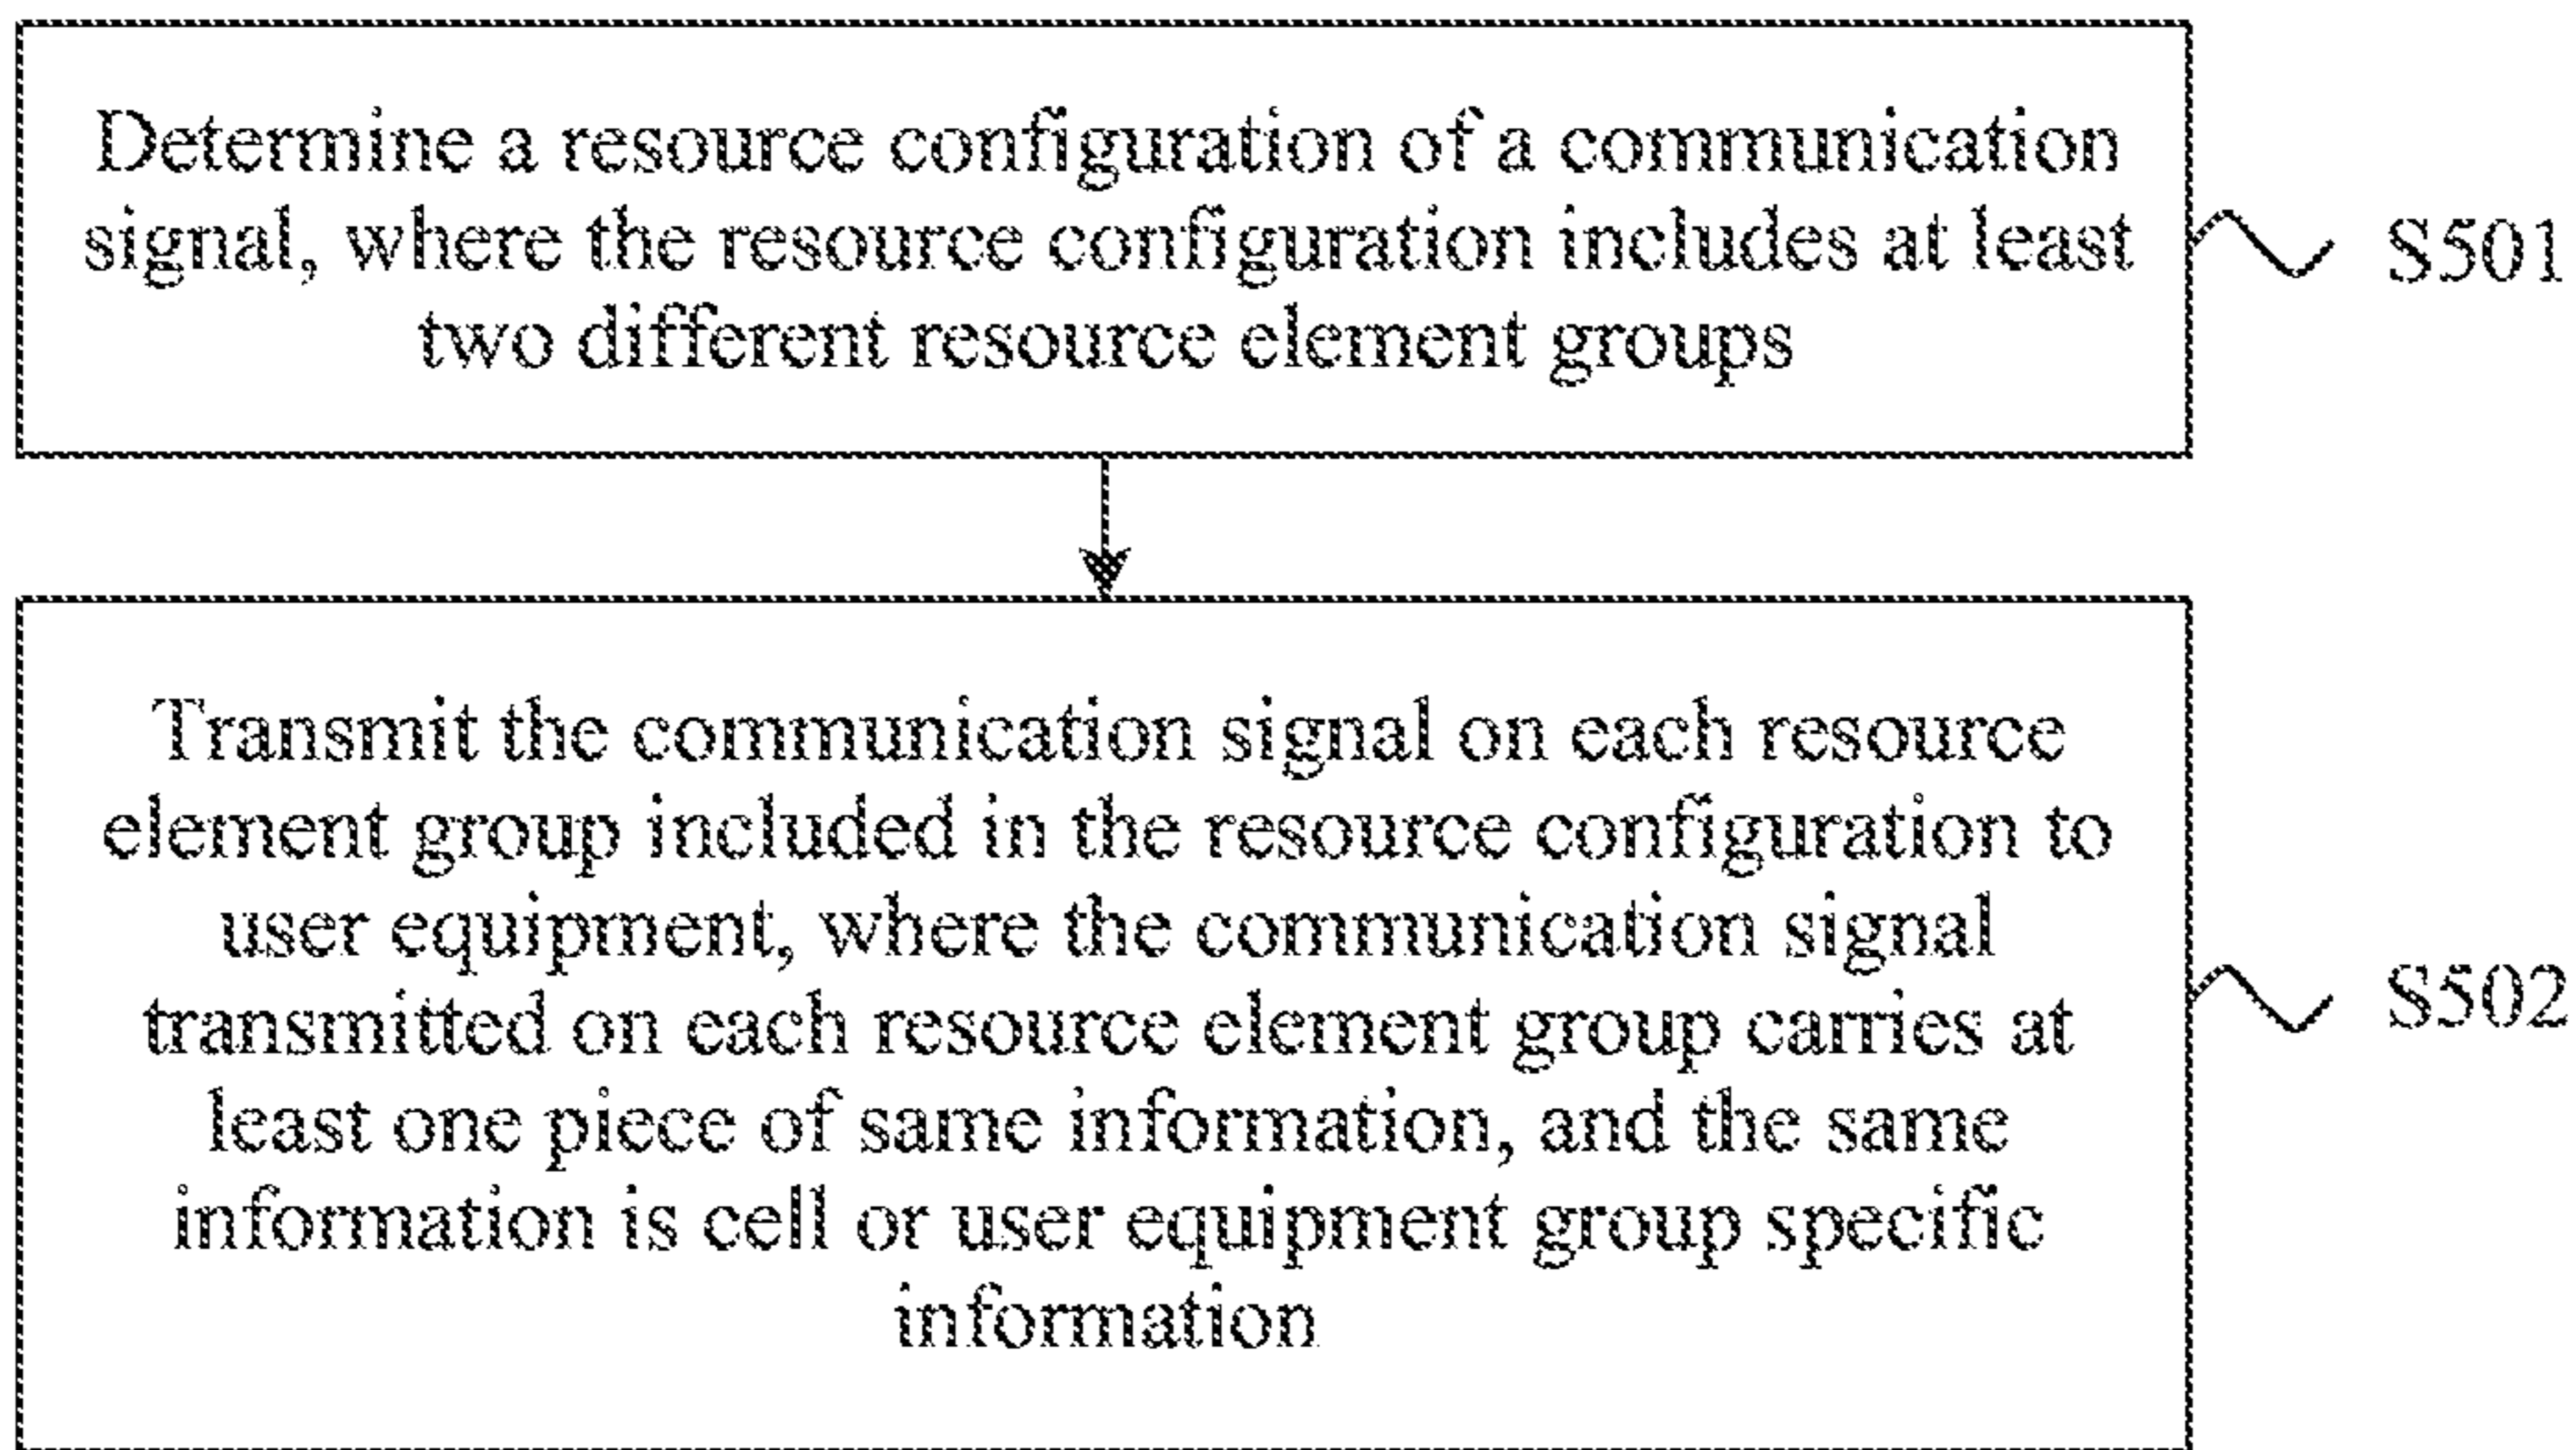 Determine a resource configuration of a communication
signal, where the resource configuration includes at least
two different resource element groups
S501
Transmit the communication signal on each resource
element group included in the resource configuration to
user equipment, where the communication signal
transmitted on each resource element group carries at
least one piece of same information, and the same
information is cell or user equipment group specific
information
S502